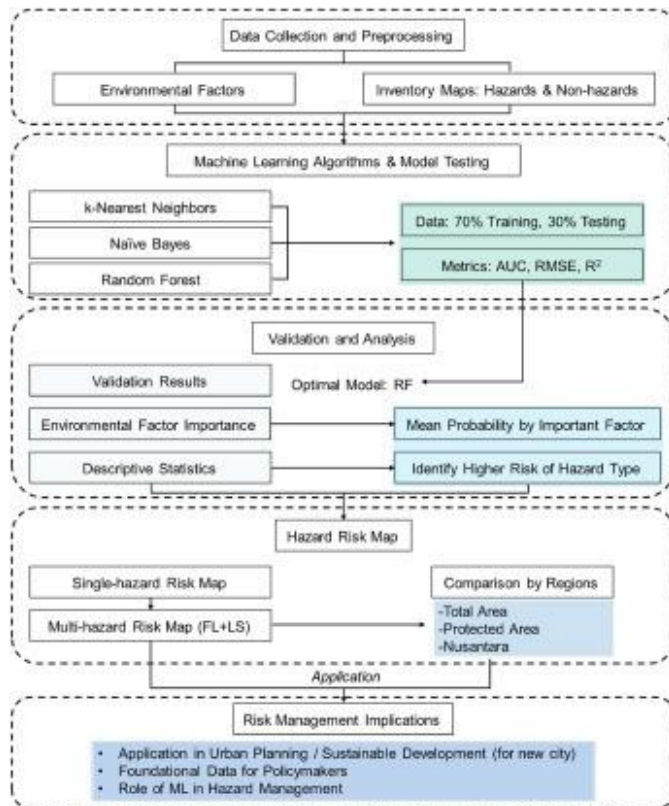 Data Collection and Preprocessing
Environmental Factors
Inventory Maps: Hazards & Non-hazards
Machine Learning Algorithms & Model Testing
k-Nearest Neighbors
Naïve Bayes
Random Forest
Data: 70% Training, 30% Testing
Metrics: AUC, RMSE, R²
Validation and Analysis
Validation Results
Optimal Model: RF
Environmental Factor Importance
Mean Probability by Important Factor
Descriptive Statistics
Identify Higher Risk of Hazard Type
Hazard Risk Map
Single-hazard Risk Map
Multi-hazard Risk Map (FL+LS)
Comparison by Regions
-Total Area
-Protected Area
-Nusantara
Application
Risk Management Implications
• Application in Urban Planning / Sustainable Development (for new city)
• Foundational Data for Policymakers
• Role of ML in Hazard Management